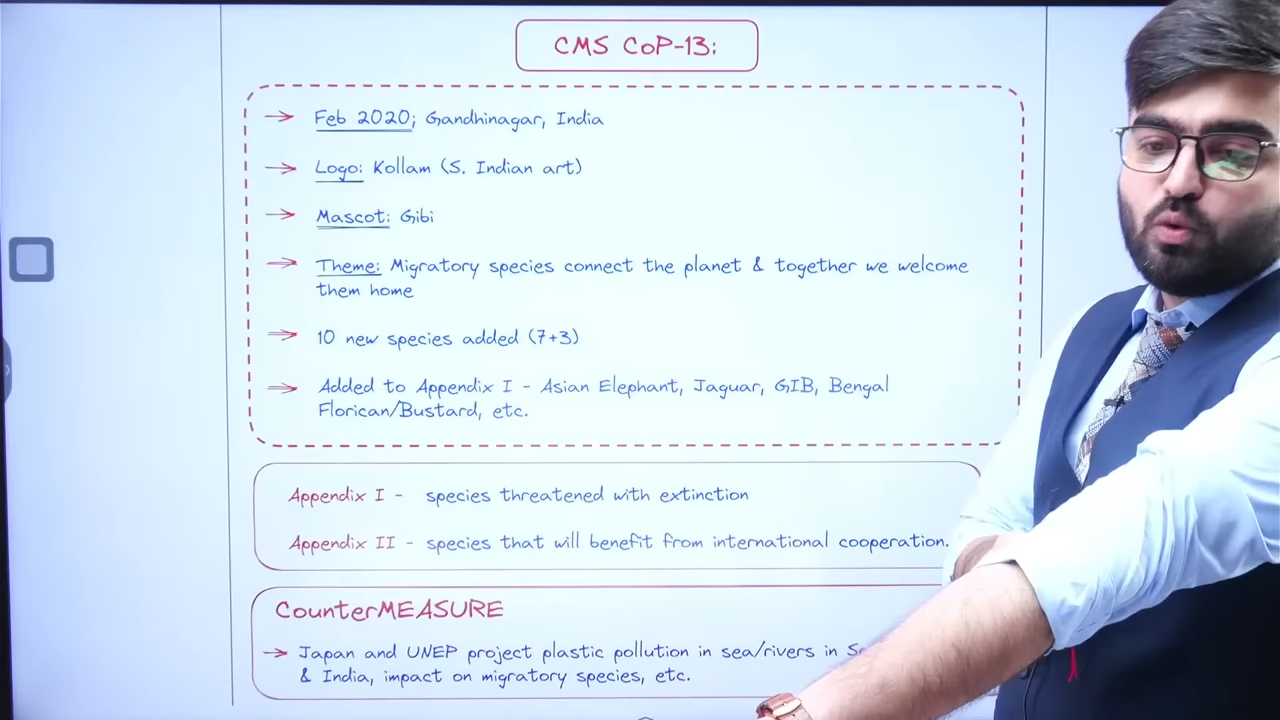 CMS CoP-13:
→ Feb 2020; Gandhinagar, India
→ Logo: Kollam (S. Indian art)
→ Mascot: Gibi
→ Theme: Migratory species connect the planet & together we welcome
them home
→ 10 new species added (7+3)
→ Added to Appendix I - Asian Elephant, Jaguar, GIB, Bengal
Florican/Bustard, etc.
Appendix I - species threatened with extinction
Appendix II - species that will benefit from international cooperation.
CounterMEASURE
→ Japan and UNEP project plastic pollution in sea/rivers in
& India, impact on migratory species, etc.